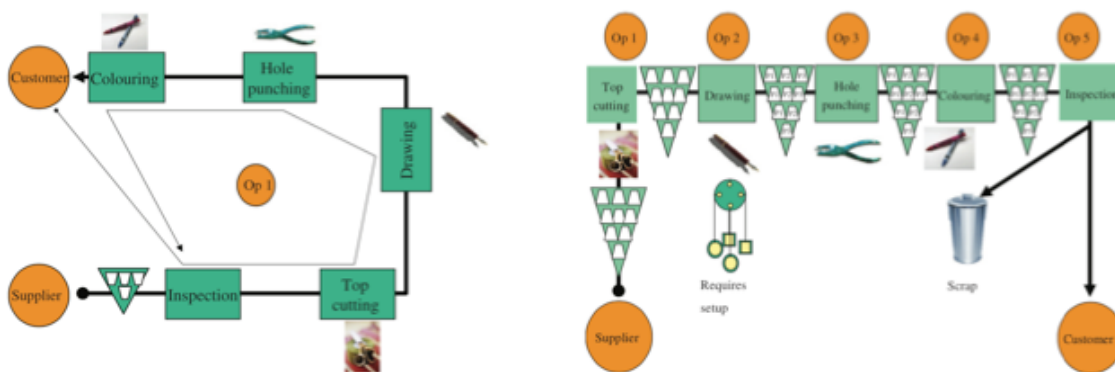 Customer
Colouring
Hole
punching
Drawing
Op 1
Supplier
Inspection
Top
cutting
Op 1
Op 2
Op 3
Op 4
Op 5
Top
cutting
Drawing
Hole
punching
Colouring
Inspection
Requires
setup
Scrap
Supplier
Customer